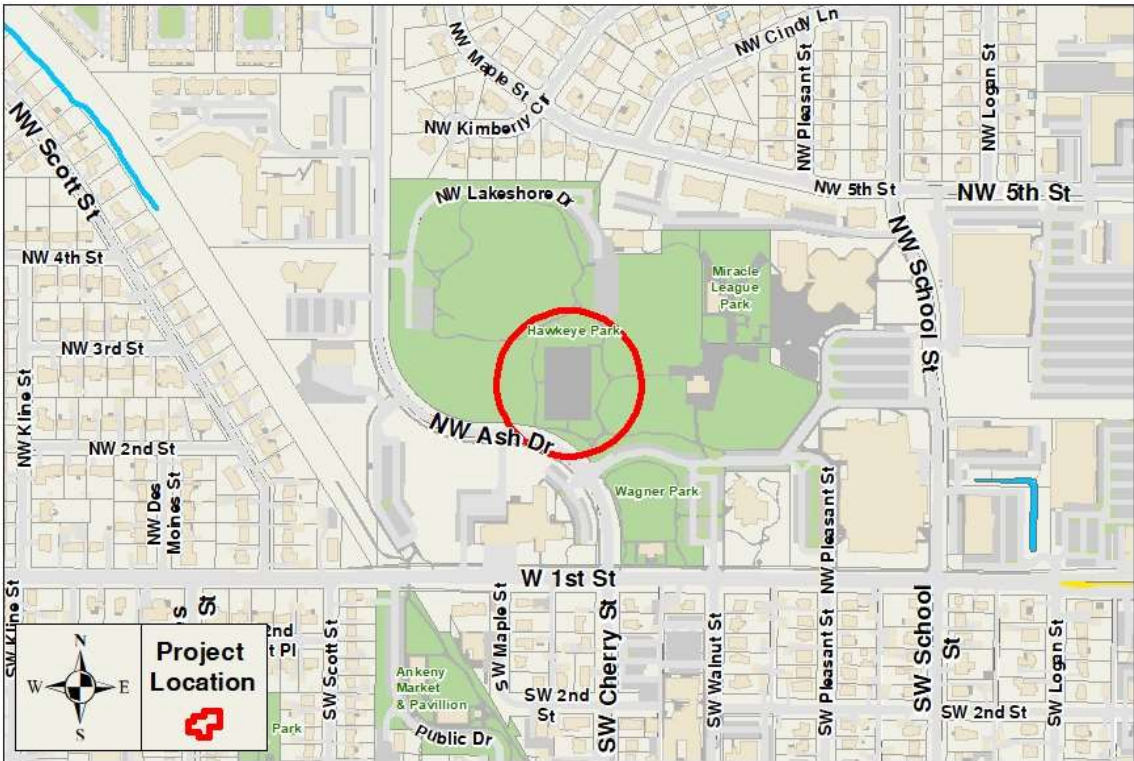 NW Cindy Ln
NW Maple St
NW Pleasant St
NW Logan St
NW Kimberly Cir
NW Scott St
NW 5th St
NW 5th St
NW Lakeshore Dr
NW School St
NW 4th St
Miracle
League
Park
Hawkeye Park
NW 3rd St
NW Kline St
NW Ash Dr
NW 2nd St
NW Des
Moines St
Wagner Park
NW Pleasant St
W 1st St
SW Kline St
St
2nd
Pl
SW Scott St
SW Maple St
SW Cherry St
SW Walnut St
SW Pleasant St
SW School
St
SW Logan St
Ankeny
Market
& Pavillion
SW 2nd
St
SW 2nd St
Public Dr
Park
N
W
E
S
Project
Location